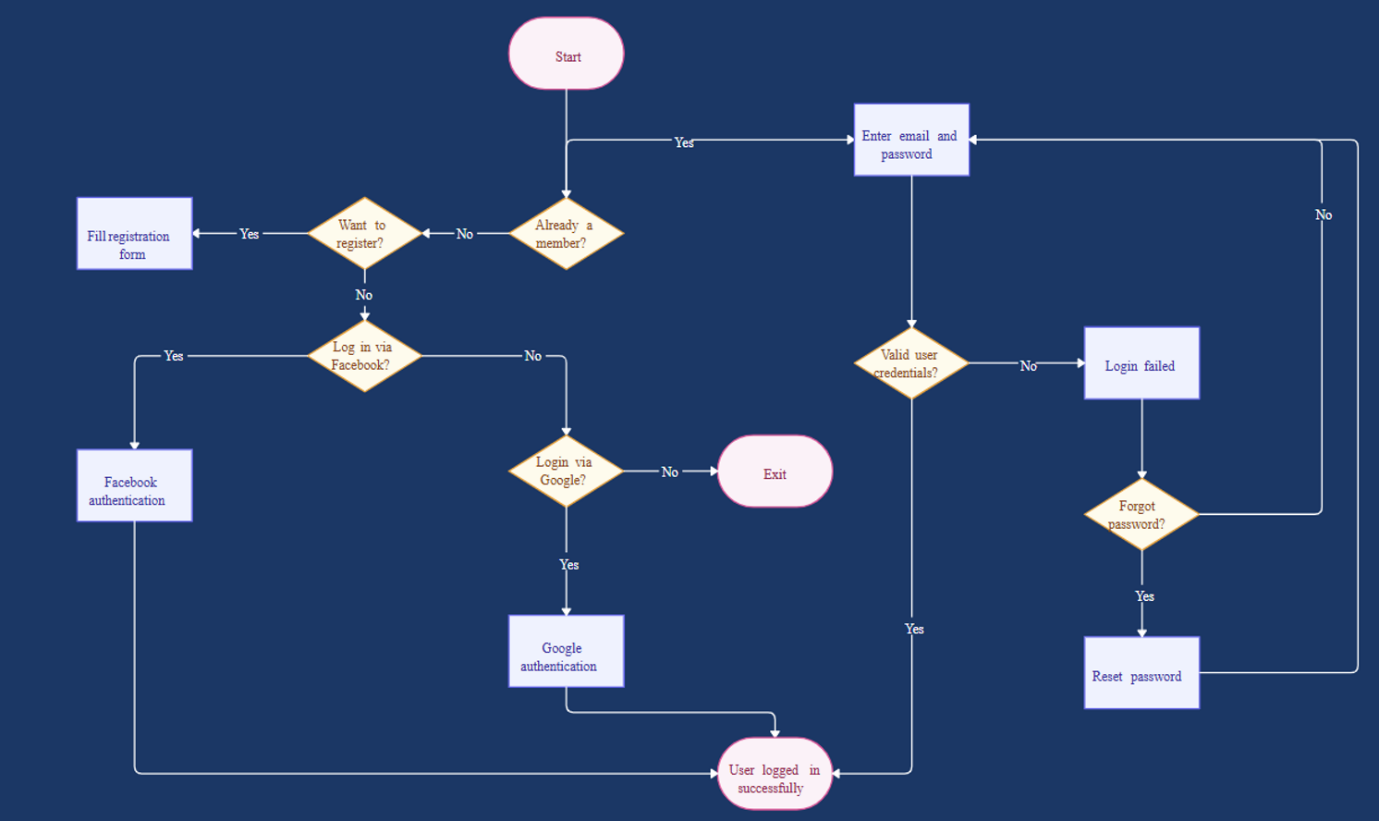 Start
Enter email and
password
Yes
No
Already a
member?
No
Want to
register?
Yes
Fill registration
form
No
Log in via
Facebook?
Yes
No
Valid user
credentials?
No
Login failed
Facebook
authentication
Login via
Google?
No
Exit
Forgot
password?
Yes
Yes
Yes
Google
authentication
Reset password
User logged in
successfully